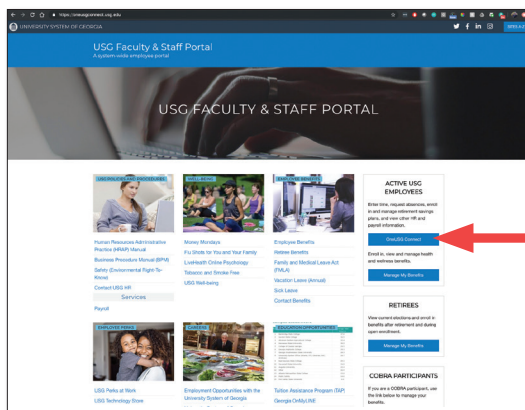 https://oneusgconnect.usg.edu
UNIVERSITY SYSTEM OF GEORGIA
USG Faculty & Staff Portal
A system-wide employee portal
USG FACULTY & STAFF PORTAL
USG POLICIES AND PROCEDURES
Human Resources Administrative
Practice (HRAP) Manual
Business Procedure Manual (BPM)
Safety (Environmental Right-To-
Know)
Contact USG HR
Services
Payroll
WELL-BEING
Money Mondays
Flu Shots for You and Your Family
LiveHealth Online Psychology
Tobacco and Smoke Free
USG Well-being
EMPLOYEE BENEFITS
Employee Benefits
Retiree Benefits
Family and Medical Leave Act
(FMLA)
Vacation Leave (Annual)
Sick Leave
Contact Benefits
ACTIVE USG
EMPLOYEES
Enter time, request absences, enroll
in and manage retirement savings
plans, and view other HR and
payroll information.
OneUSG Connect
Enroll in, view and manage health
and wellness benefits.
Manage My Benefits
RETIREES
View current elections and enroll in
benefits after retirement and during
open enrollment.
Manage My Benefits
COBRA PARTICIPANTS
If you are a COBRA participant, use
the link below to manage your
benefits.
EMPLOYEE PERKS
USG Perks at Work
USG Technology Store
CAREERS
Employment Opportunities with the
University System of Georgia
EDUCATION OPPORTUNITIES
Tuition Assistance Program (TAP)
Georgia OnMyLINE